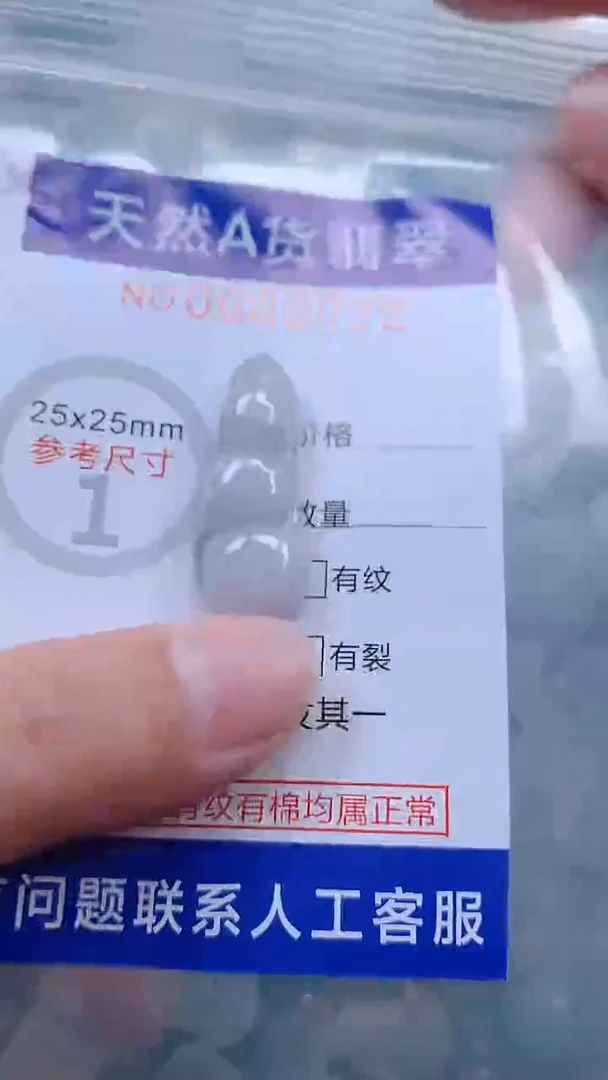 天然A货翡翠
25x25mm
参考尺寸
1
价格
数量
有纹
有裂
其一
有纹有棉均属正常
问题联系人工客服